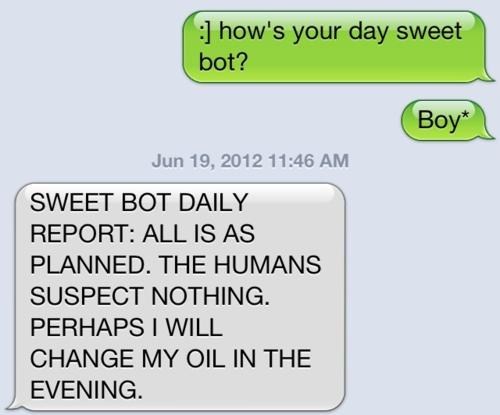 :] how's your day sweet
bot?
Boy*
Jun 19, 2012 11:46 AM
SWEET BOT DAILY
REPORT: ALL IS AS
PLANNED. THE HUMANS
SUSPECT NOTHING.
PERHAPS I WILL
CHANGE MY OIL IN THE
EVENING.